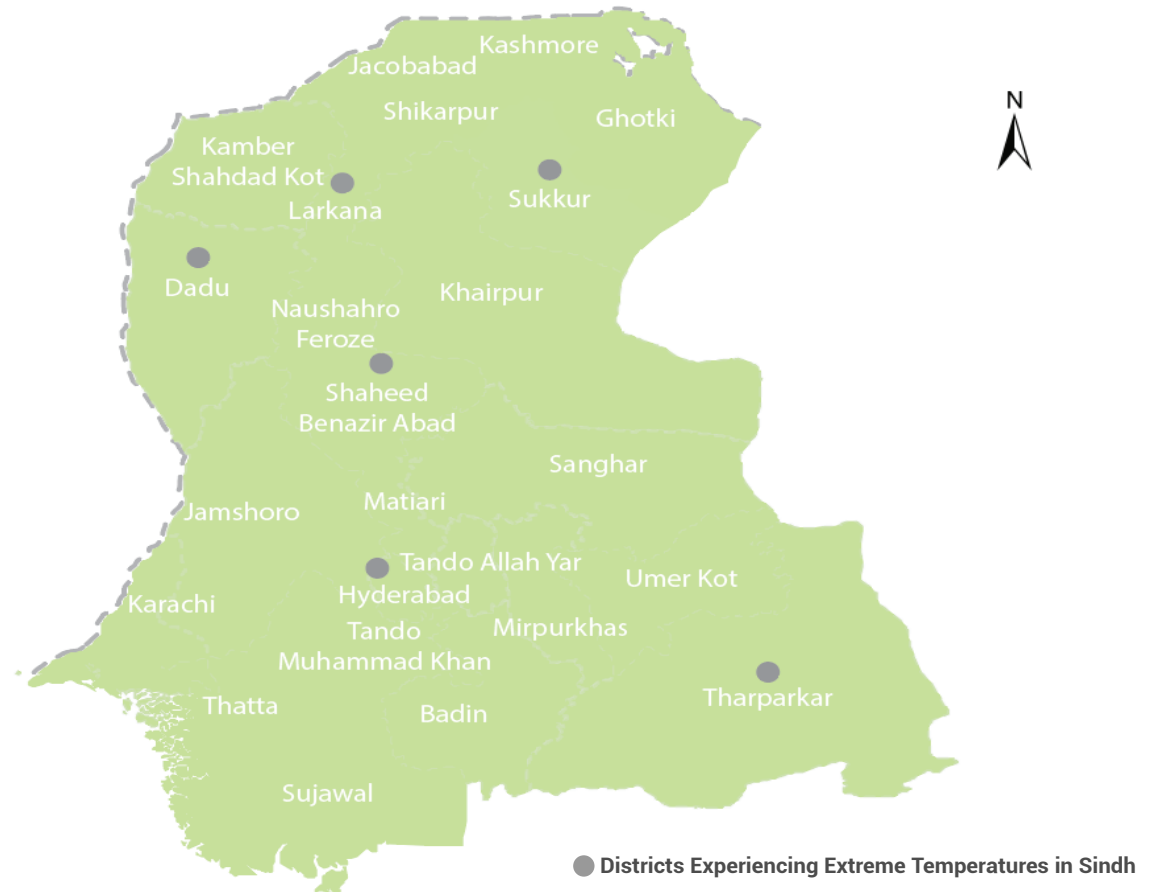 Kashmore
Jacobabad
N
Shikarpur
Ghotki
Kamber
Shahdad Kot
Sukkur
Larkana
Dadu
Khairpur
Naushahro
Feroze
Shaheed
Benazir Abad
Sanghar
Matiari
Jamshoro
Tando Allah Yar
Umer Kot
Hyderabad
Karachi
Tando
Muhammad Khan
Mirpurkhas
Tharparkar
Thatta
Badin
Sujawal
Districts Experiencing Extreme Temperatures in Sindh